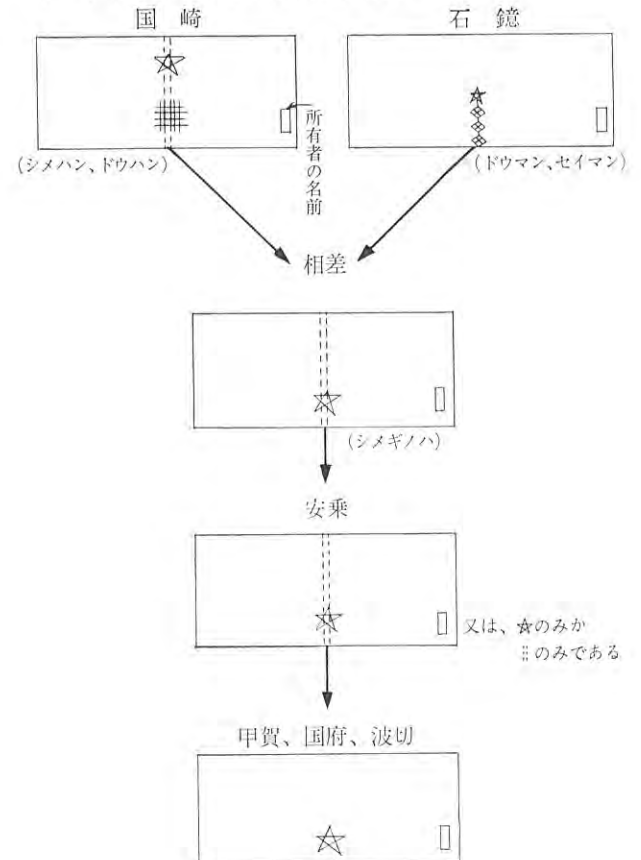 国崎
石鏡
所有者の名前
(シメハン、ドウハン)
(ドウマン、セイマン)
相差
(シメギノハ)
安乗
又は、☆のみか
¦¦のみである
甲賀、国府、波切